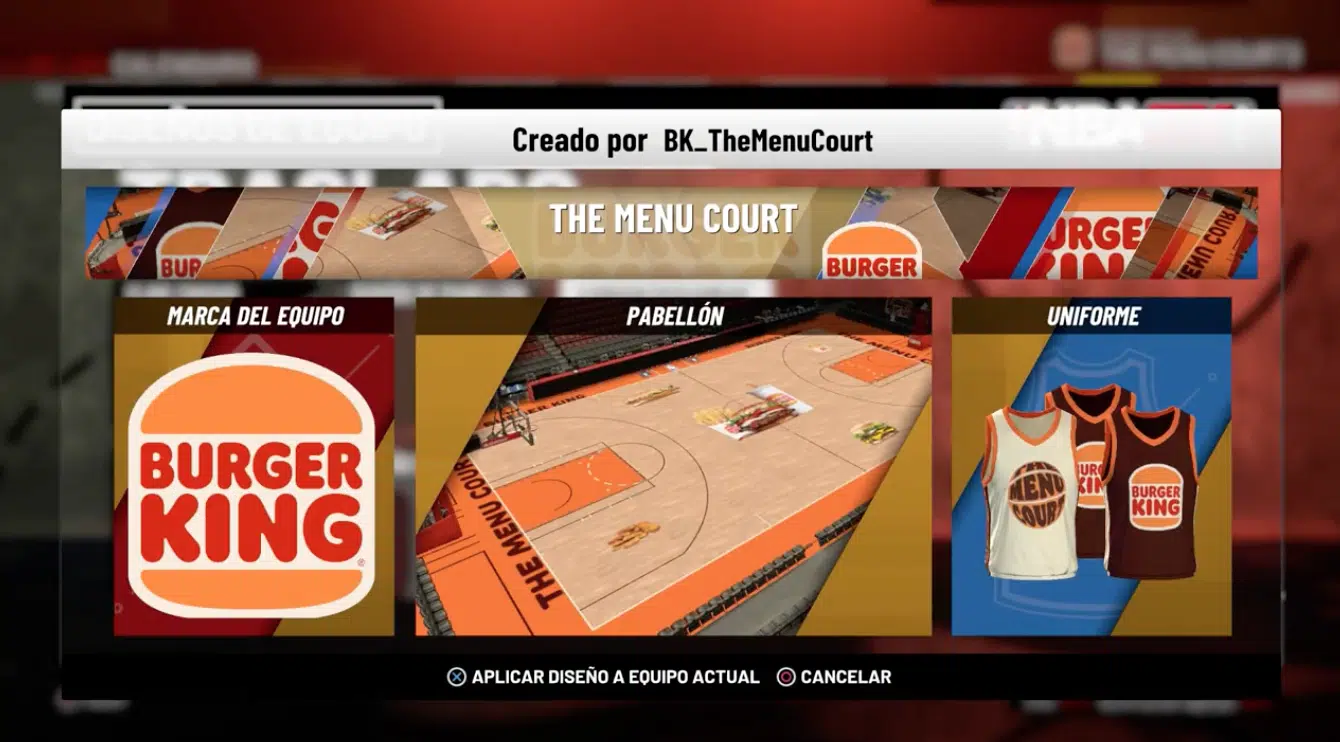 Creado por BK_TheMenuCourt
THE MENU COURT
BURGER
BURGER
MARCA DEL EQUIPO
PABELLÓN
UNIFORME
BURGER
KING
®
THE MENU COURT
THE
MENU
COURT
BURGER
KING
APLICAR DISEÑO A EQUIPO ACTUAL
CANCELAR